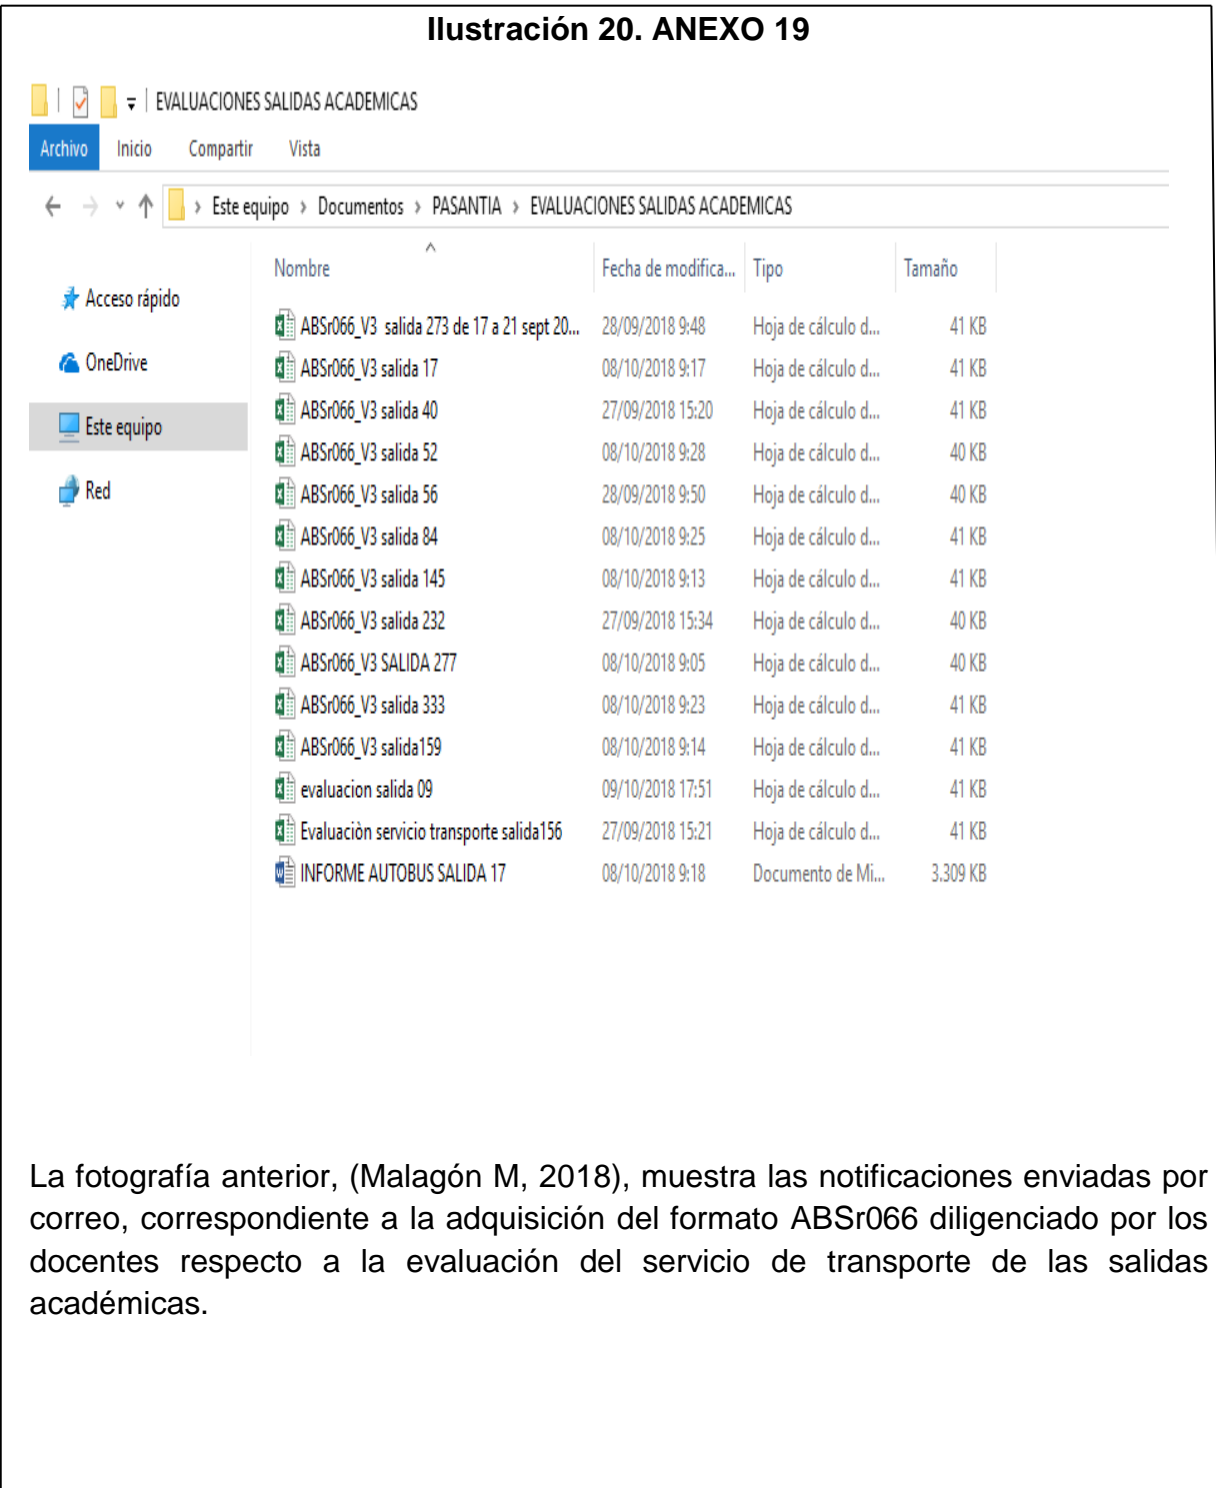 Ilustración 20. ANEXO 19
EVALUACIONES SALIDAS ACADEMICAS
Archivo Inicio Compartir Vista
Este equipo > Documentos > PASANTIA > EVALUACIONES SALIDAS ACADEMICAS
Nombre Fecha de modifica... Tipo Tamaño
Acceso rápido
OneDrive
Este equipo
Red
ABSr066_V3 salida 273 de 17 a 21 sept 20... 28/09/2018 9:48 Hoja de cálculo d... 41 KB
ABSr066_V3 salida 17 08/10/2018 9:17 Hoja de cálculo d... 41 KB
ABSr066_V3 salida 40 27/09/2018 15:20 Hoja de cálculo d... 41 KB
ABSr066_V3 salida 52 08/10/2018 9:28 Hoja de cálculo d... 40 KB
ABSr066_V3 salida 56 28/09/2018 9:50 Hoja de cálculo d... 40 KB
ABSr066_V3 salida 84 08/10/2018 9:25 Hoja de cálculo d... 41 KB
ABSr066_V3 salida 145 08/10/2018 9:13 Hoja de cálculo d... 41 KB
ABSr066_V3 salida 232 27/09/2018 15:34 Hoja de cálculo d... 40 KB
ABSr066_V3 SALIDA 277 08/10/2018 9:05 Hoja de cálculo d... 40 KB
ABSr066_V3 salida 333 08/10/2018 9:23 Hoja de cálculo d... 41 KB
ABSr066_V3 salida159 08/10/2018 9:14 Hoja de cálculo d... 41 KB
evaluacion salida 09 09/10/2018 17:51 Hoja de cálculo d... 41 KB
Evaluaciòn servicio transporte salida156 27/09/2018 15:21 Hoja de cálculo d... 41 KB
INFORME AUTOBUS SALIDA 17 08/10/2018 9:18 Documento de Mi... 3.309 KB
La fotografía anterior, (Malagón M, 2018), muestra las notificaciones enviadas por
correo, correspondiente a la adquisición del formato ABSr066 diligenciado por los
docentes respecto a la evaluación del servicio de transporte de las salidas
académicas.